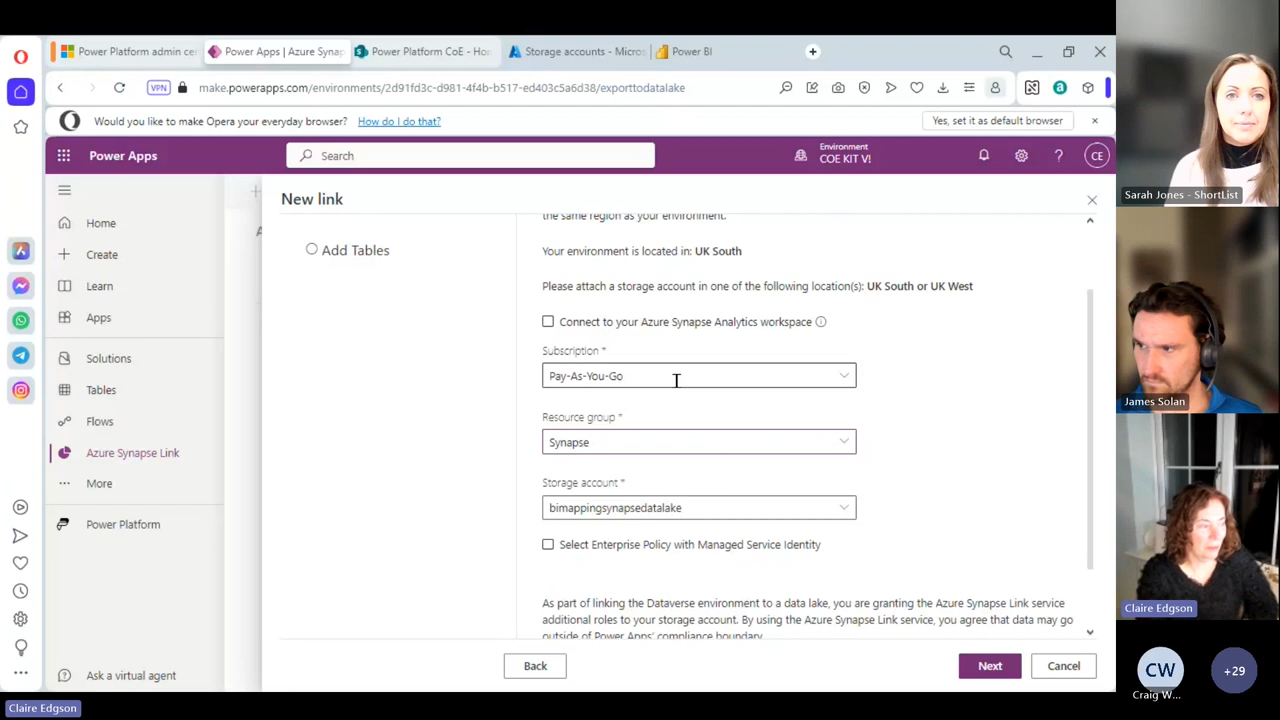 Power Platform admin cer
Power Apps | Azure Synap
Power Platform CoE - Hon
Storage accounts - Micros
Power BI
VPN
make.powerapps.com/environments/2d91fd3c-d981-4f4b-b517-ed403c5a6d38/exporttodatalake
Would you like to make Opera your everyday browser? How do I do that?
Yes, set it as default browser
Power Apps
Search
Environment
COE KIT V!
CE
Home
Create
Learn
Apps
Solutions
Tables
Flows
Azure Synapse Link
More
Power Platform
Ask a virtual agent
New link
Add Tables
the same region as your environment.
Your environment is located in: UK South
Please attach a storage account in one of the following location(s): UK South or UK West
Connect to your Azure Synapse Analytics workspace
Subscription *
Pay-As-You-Go
Resource group *
Synapse
Storage account *
bimappingsynapsedatalake
Select Enterprise Policy with Managed Service Identity
As part of linking the Dataverse environment to a data lake, you are granting the Azure Synapse Link service
additional roles to your storage account. By using the Azure Synapse Link service, you agree that data may go
outside of Power Apps' compliance boundary.
Back
Next
Cancel
Sarah Jones - ShortList
James Solan
Claire Edgson
CW
Craig W...
+29
Claire Edgson